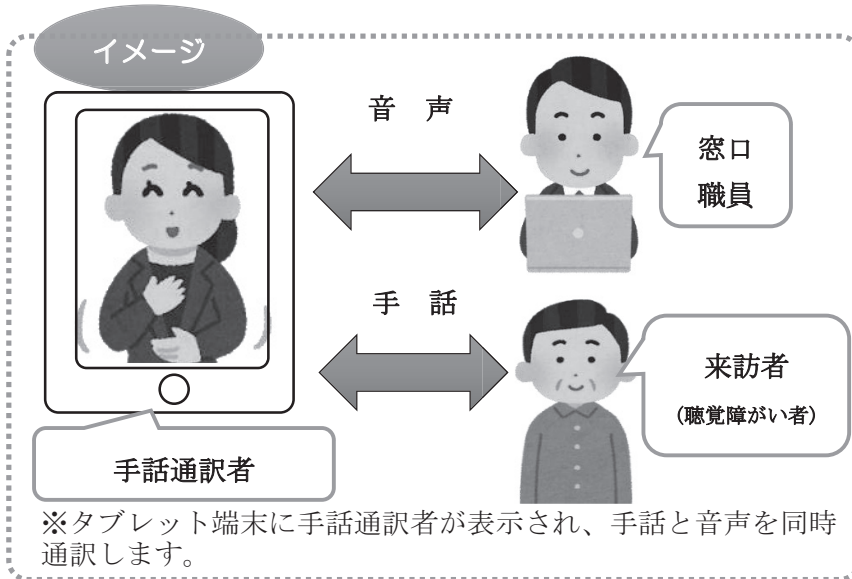 イメージ
音 声
窓口
職員
手 話
来訪者
(聴覚障がい者)
手話通訳者
※タブレット端末に手話通訳者が表示され、手話と音声を同時
通訳します。